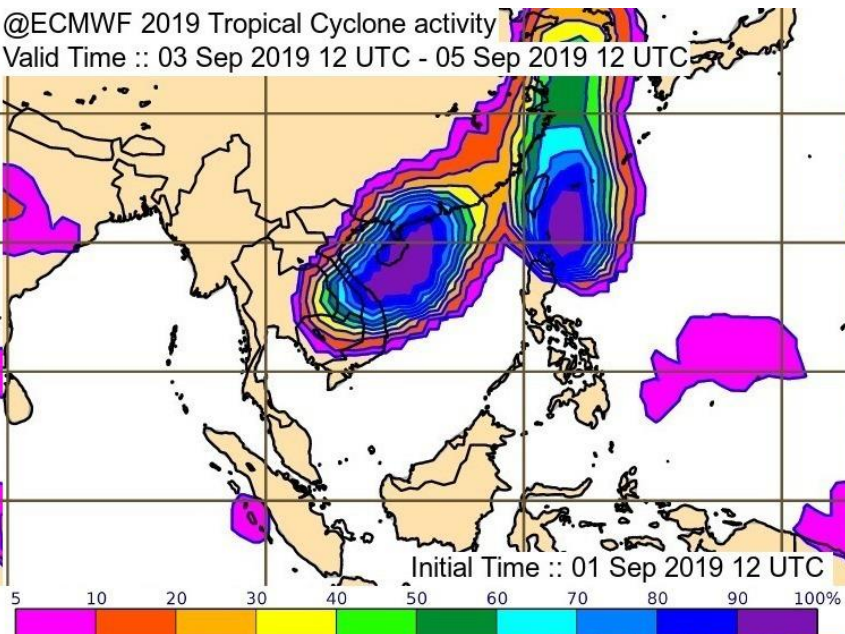 @ECMWF 2019 Tropical Cyclone activity
Valid Time :: 03 Sep 2019 12 UTC - 05 Sep 2019 12 UTC
Initial Time :: 01 Sep 2019 12 UTC
5 10 20 30 40 50 60 70 80 90 100%